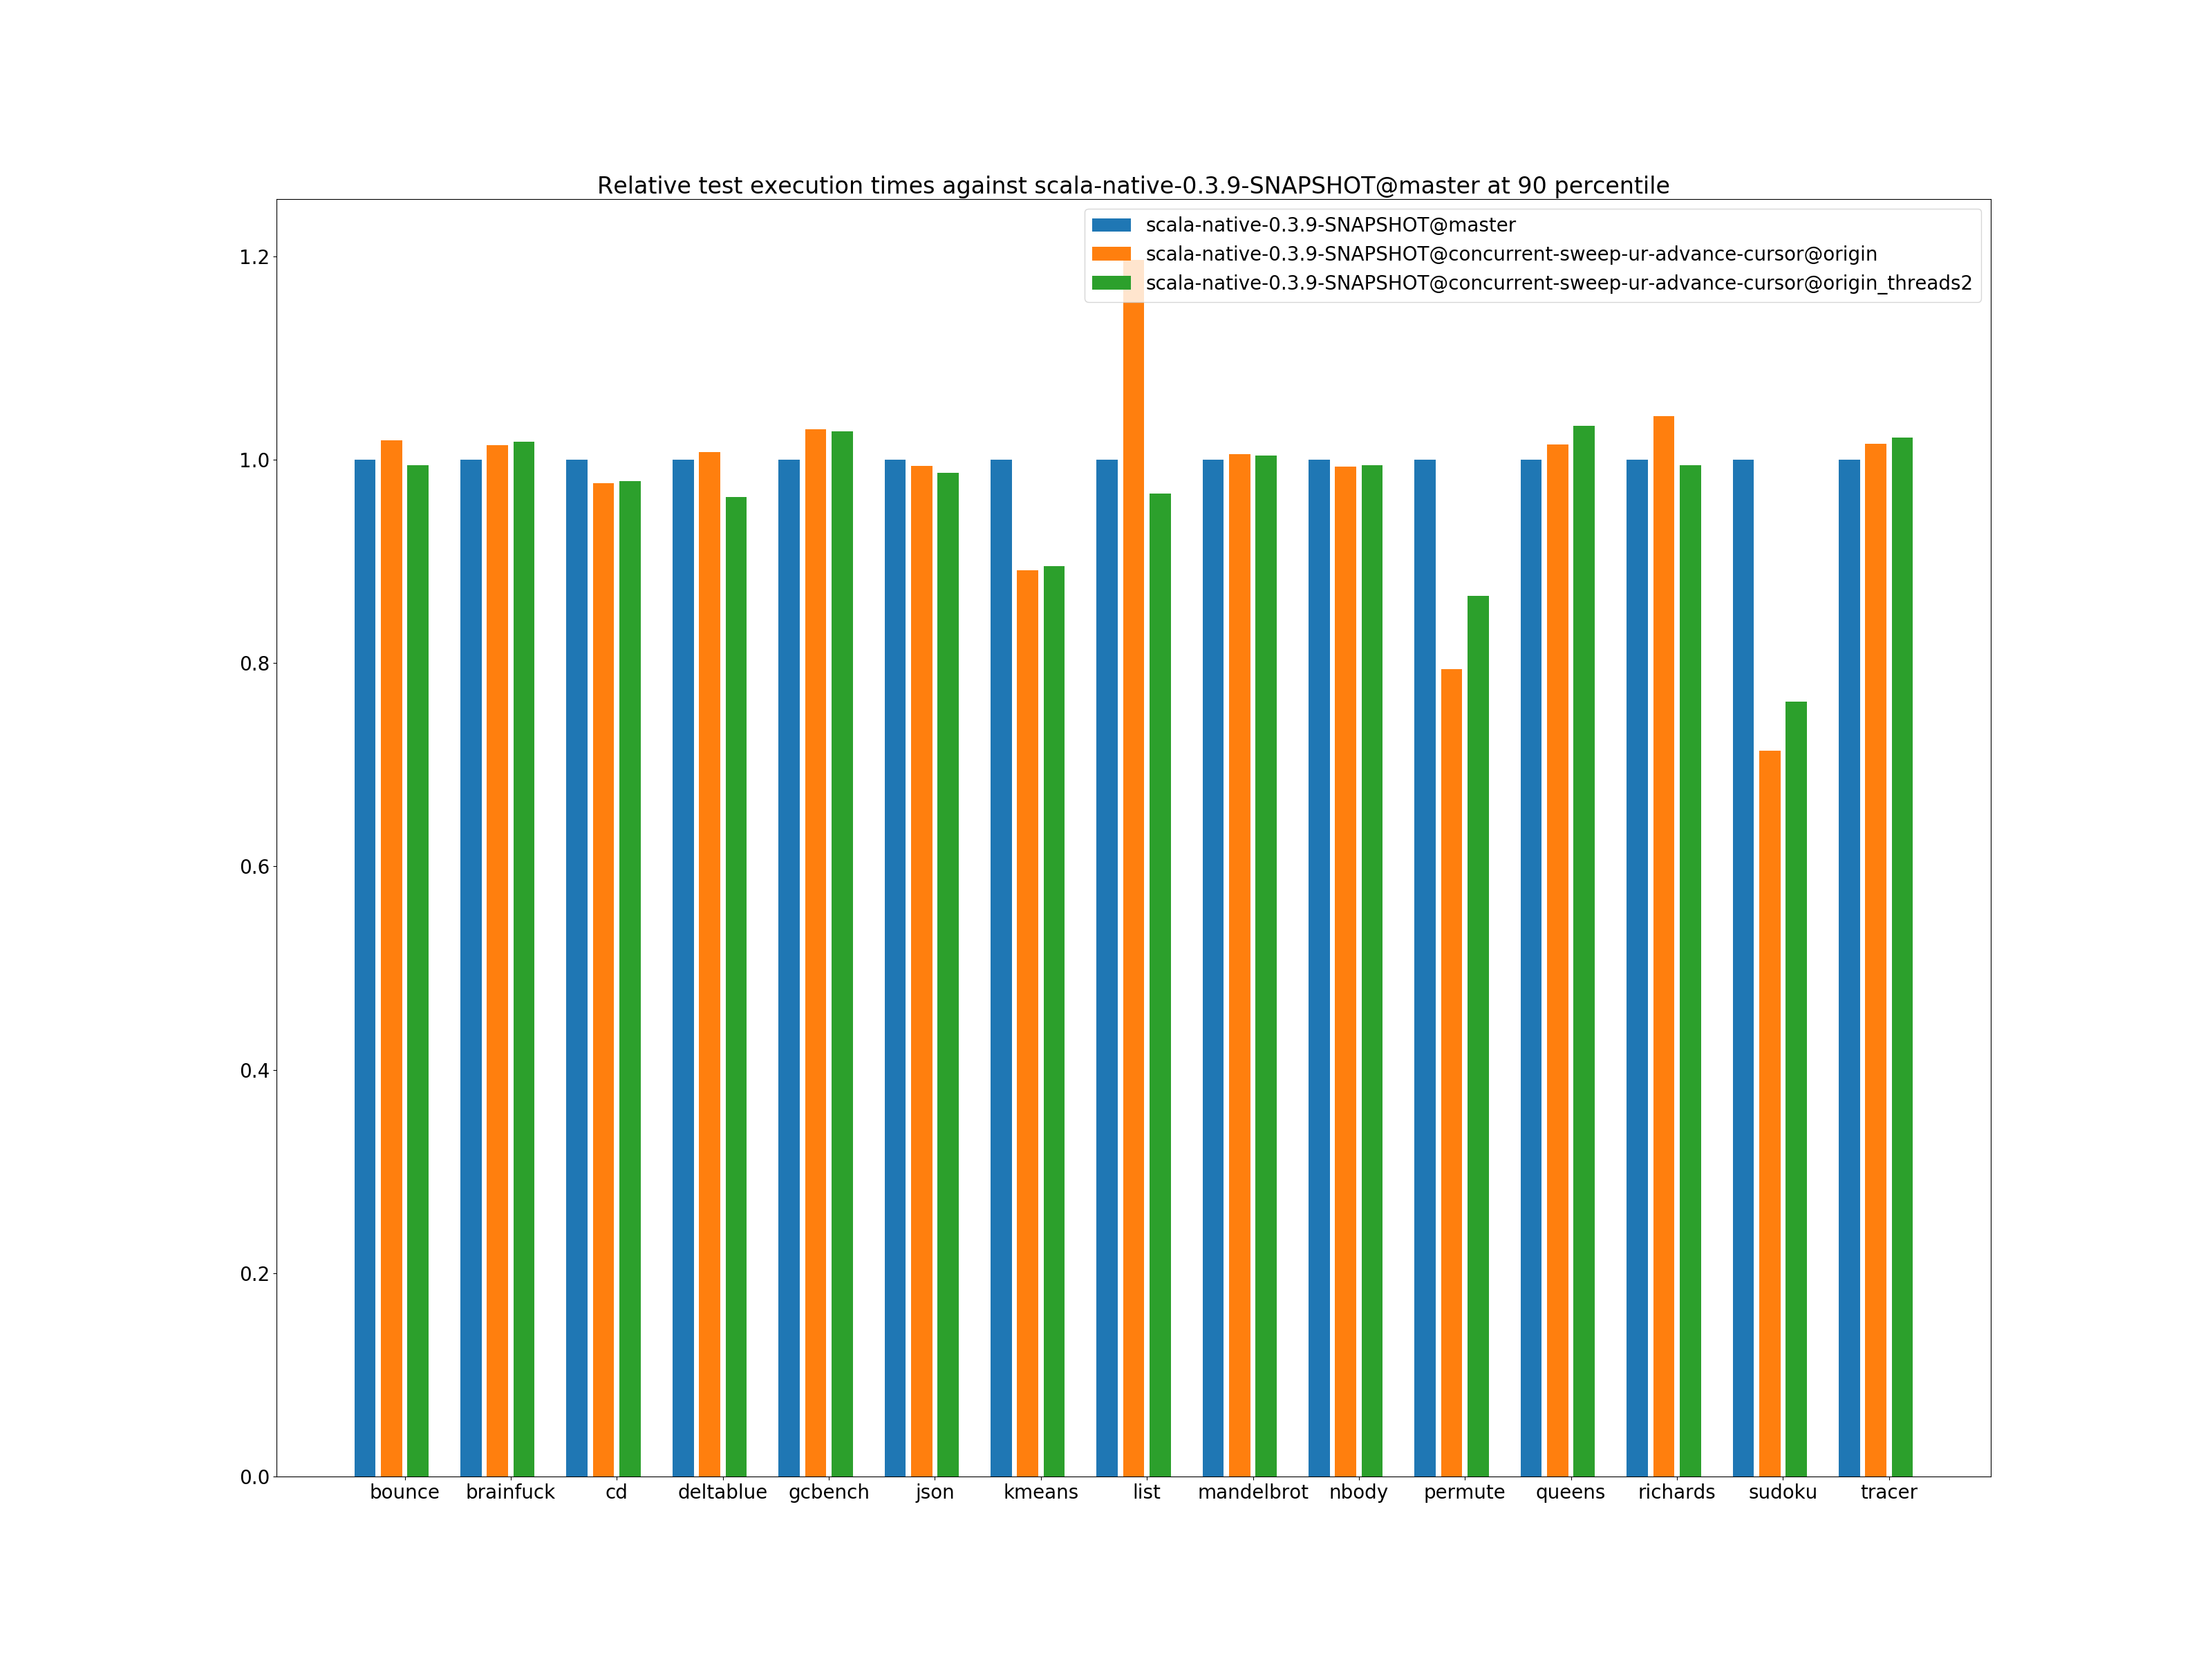 Relative test execution times against scala-native-0.3.9-SNAPSHOT@master at 90 percentile
scala-native-0.3.9-SNAPSHOT@master
scala-native-0.3.9-SNAPSHOT@concurrent-sweep-ur-advance-cursor@origin
scala-native-0.3.9-SNAPSHOT@concurrent-sweep-ur-advance-cursor@origin_threads2
1.2
1.0
0.8
0.6
0.4
0.2
0.0
bounce brainfuck cd deltablue gcbench json kmeans list mandelbrot nbody permute queens richards sudoku tracer